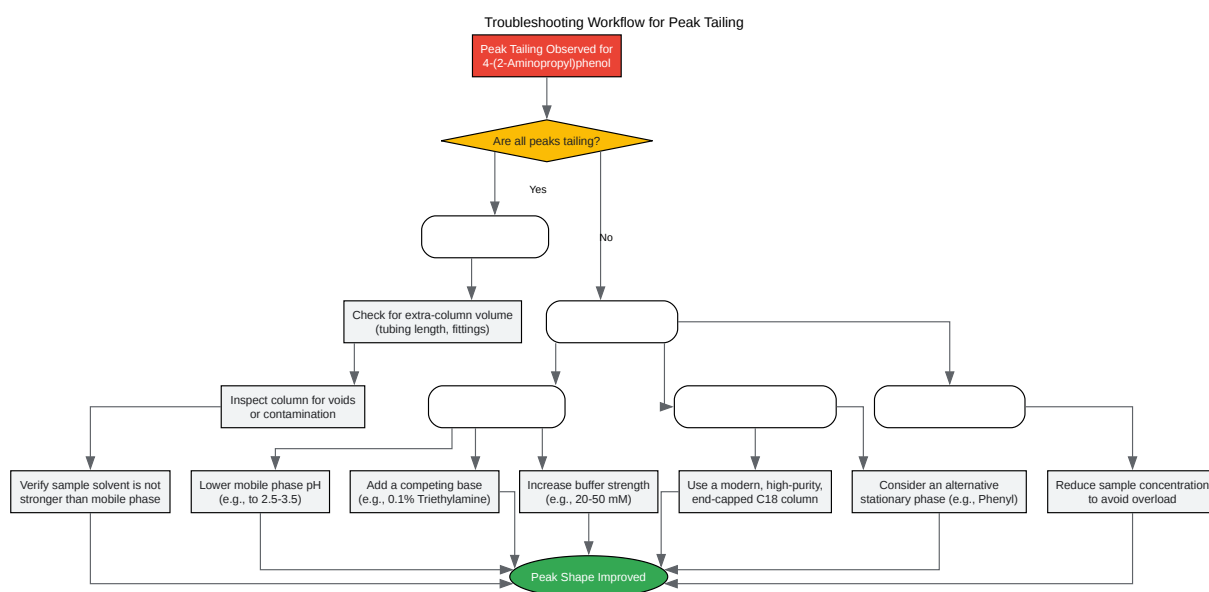 Troubleshooting Workflow for Peak Tailing
Peak Tailing Observed for
4-(2-Aminopropyl)phenol
Are all peaks tailing?
Yes
No
Check for extra-column volume
(tubing length, fittings)
Inspect column for voids
or contamination
Verify sample solvent is not
stronger than mobile phase
Lower mobile phase pH
(e.g., to 2.5-3.5)
Add a competing base
(e.g., 0.1% Triethylamine)
Increase buffer strength
(e.g., 20-50 mM)
Use a modern, high-purity,
end-capped C18 column
Consider an alternative
stationary phase (e.g., Phenyl)
Reduce sample concentration
to avoid overload
Peak Shape Improved